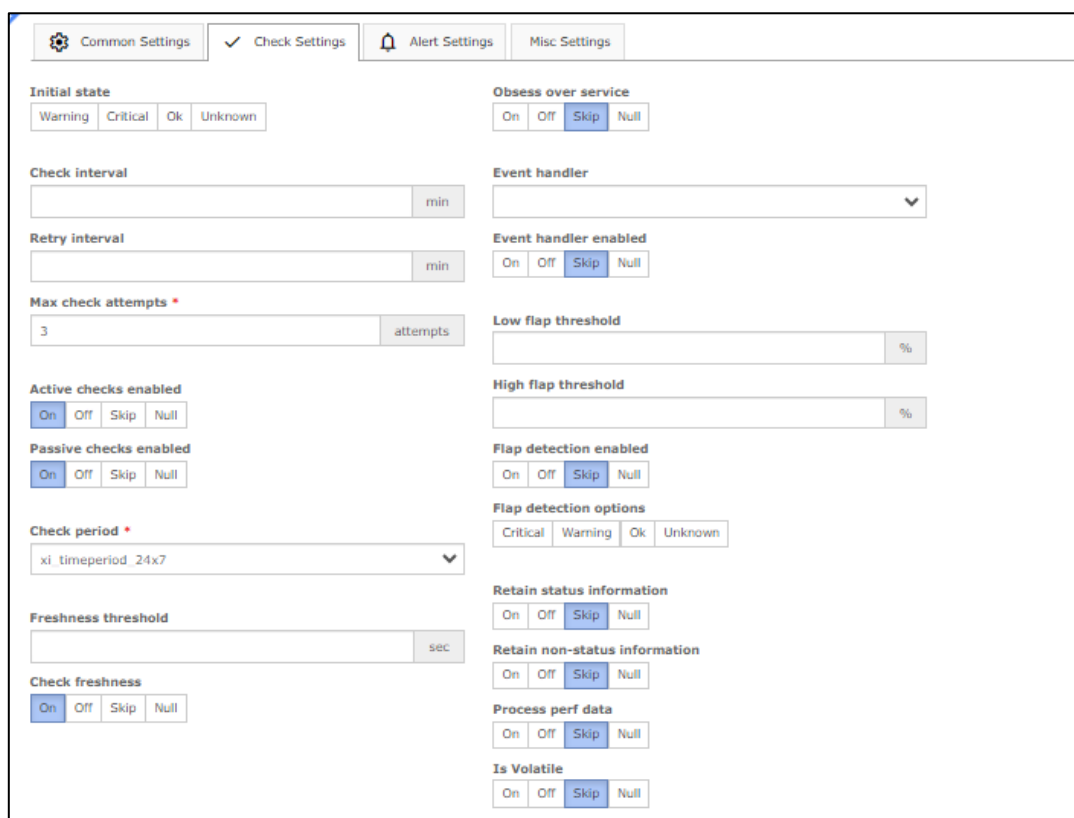 Common Settings
Check Settings
Alert Settings
Misc Settings
Initial state
Warning Critical Ok Unknown
Check interval
min
Retry interval
min
Max check attempts *
3 attempts
Active checks enabled
On Off Skip Null
Passive checks enabled
On Off Skip Null
Check period *
xi_timeperiod_24x7
Freshness threshold
sec
Check freshness
On Off Skip Null
Obsess over service
On Off Skip Null
Event handler
Event handler enabled
On Off Skip Null
Low flap threshold
%
High flap threshold
%
Flap detection enabled
On Off Skip Null
Flap detection options
Critical Warning Ok Unknown
Retain status information
On Off Skip Null
Retain non-status information
On Off Skip Null
Process perf data
On Off Skip Null
Is Volatile
On Off Skip Null